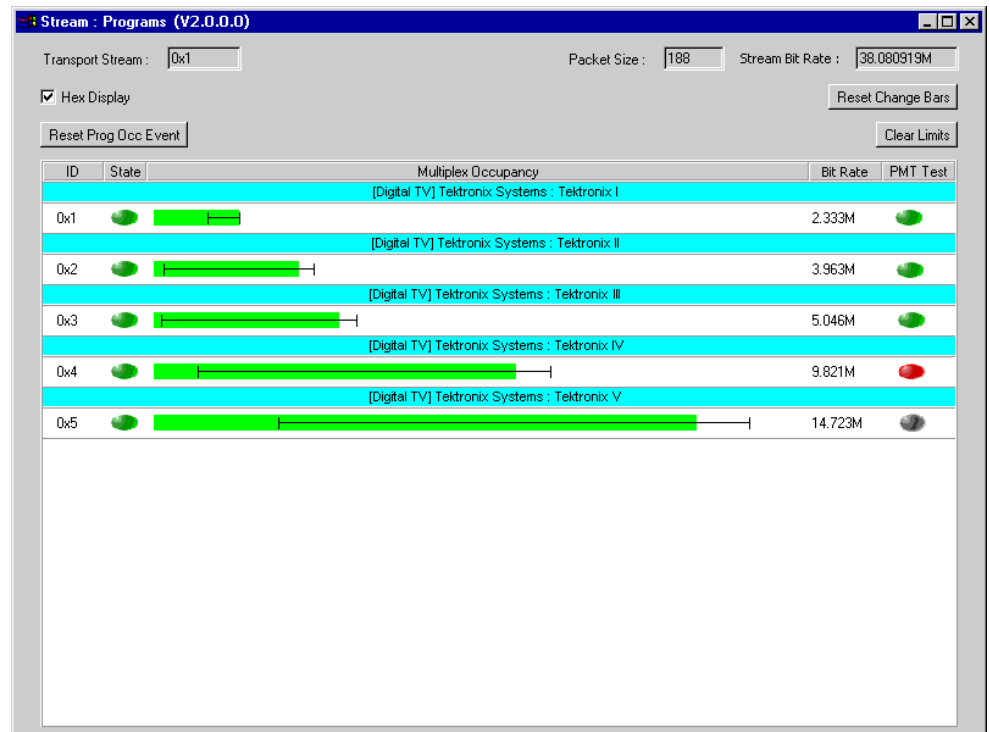 Stream : Programs (V2.0.0.0)
Transport Stream : 0x1 Packet Size : 188 Stream Bit Rate : 38.080919M
Hex Display Reset Change Bars
Reset Prog Occ Event Clear Limits
ID State Multiplex Occupancy Bit Rate PMT Test
[Digital TV] Tektronix Systems : Tektronix I
0x1 2.333M
[Digital TV] Tektronix Systems : Tektronix II
0x2 3.963M
[Digital TV] Tektronix Systems : Tektronix III
0x3 5.046M
[Digital TV] Tektronix Systems : Tektronix IV
0x4 9.821M
[Digital TV] Tektronix Systems : Tektronix V
0x5 14.723M